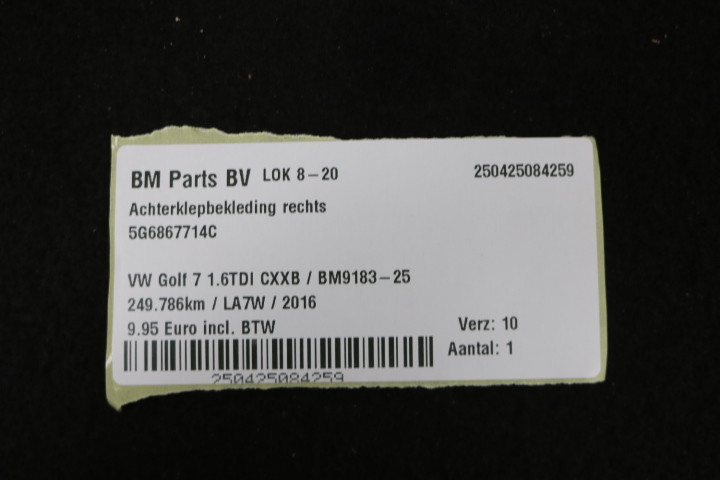 BM Parts BV LOK 8-20 250425084259
Achterklepbekleding rechts
5G6867714C
VW Golf 7 1.6TDI CXXB / BM9183-25
249.786km / LA7W / 2016
9.95 Euro incl. BTW Verz: 10
Aantal: 1
250425084259